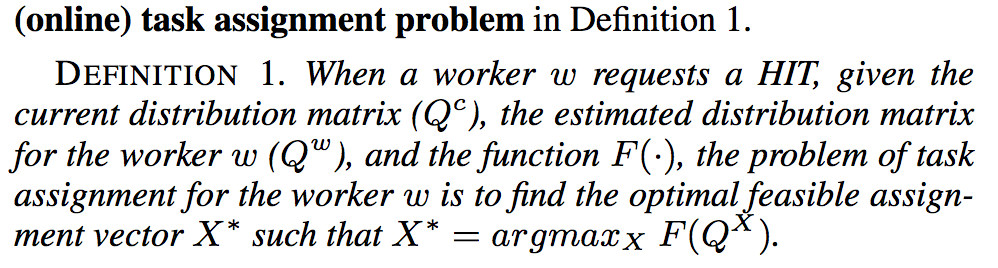 (online) task assignment problem in Definition 1.
DEFINITION 1. When a worker w requests a HIT, given the
current distribution matrix (Q^c), the estimated distribution matrix
for the worker w (Q^w), and the function F(·), the problem of task
assignment for the worker w is to find the optimal feasible assign-
ment vector X* such that X* = argmax_X F(Q^X).